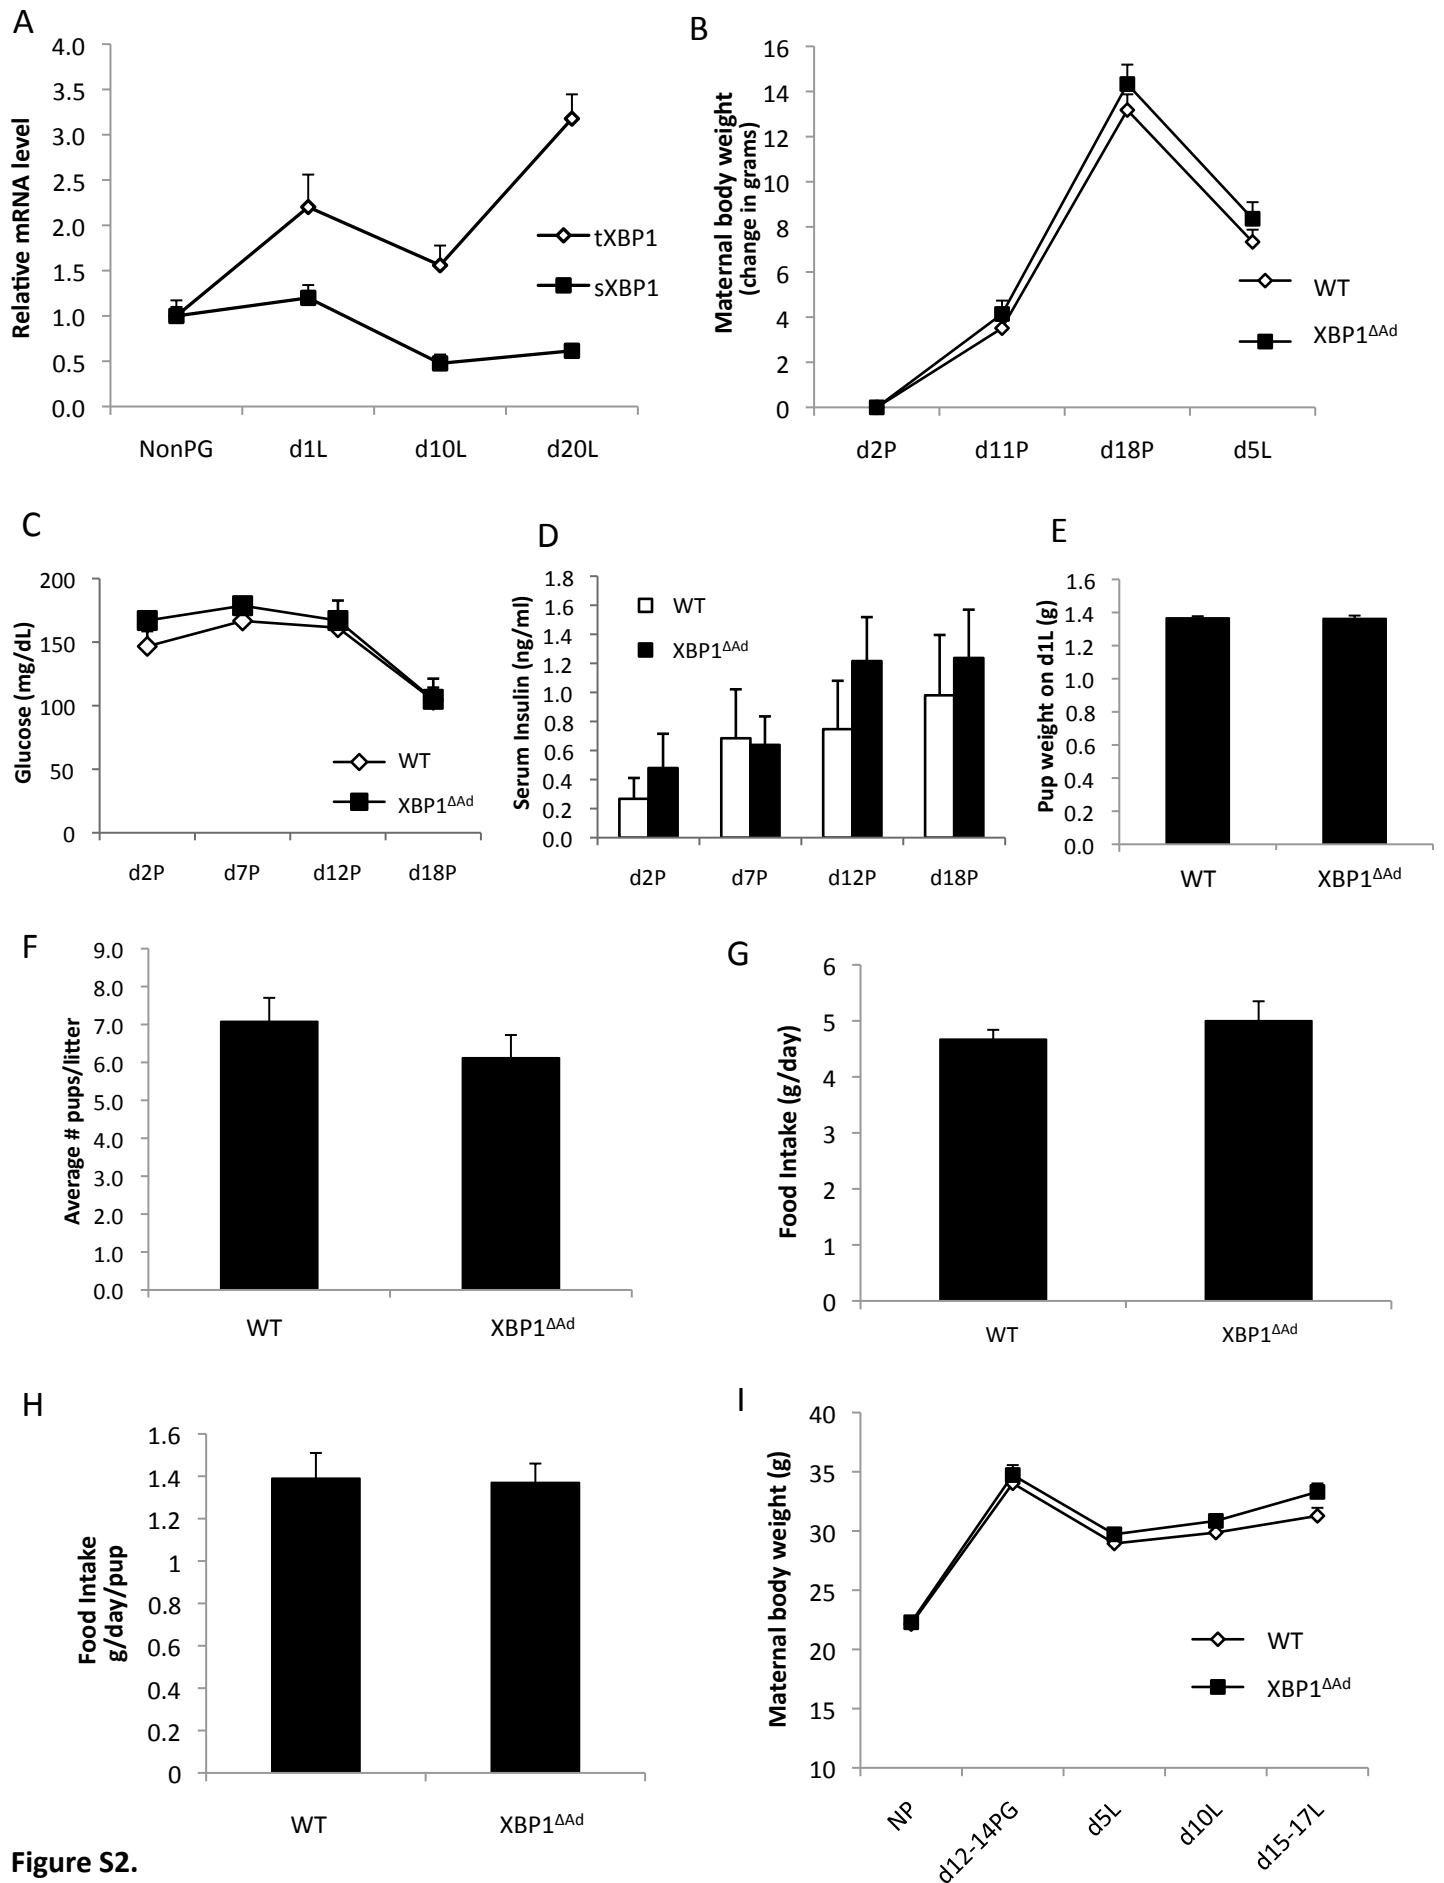 A
4.0
3.5
3.0
2.5
2.0
1.5
1.0
0.5
0.0
Relative mRNA level
tXBP1
sXBP1
NonPG d1L d10L d20L
B
16
14
12
10
8
6
4
2
0
Maternal body weight
(change in grams)
WT
XBP1ΔAd
d2P d11P d18P d5L
C
200
150
100
50
0
Glucose (mg/dL)
WT
XBP1ΔAd
d2P d7P d12P d18P
D
1.8
1.6
1.4
1.2
1.0
0.8
0.6
0.4
0.2
0.0
Serum Insulin (ng/ml)
WT
XBP1ΔAd
d2P d7P d12P d18P
E
1.6
1.4
1.2
1.0
0.8
0.6
0.4
0.2
0.0
Pup weight on d1L (g)
WT XBP1ΔAd
F
9.0
8.0
7.0
6.0
5.0
4.0
3.0
2.0
1.0
0.0
Average # pups/litter
WT XBP1ΔAd
G
6
5
4
3
2
1
0
Food Intake (g/day)
WT XBP1ΔAd
H
1.6
1.4
1.2
1
0.8
0.6
0.4
0.2
0
Food Intake
g/day/pup
WT XBP1ΔAd
I
40
35
30
25
20
15
10
Maternal body weight (g)
WT
XBP1ΔAd
NP d12-14PG d5L d10L d15-17L
Figure S2.